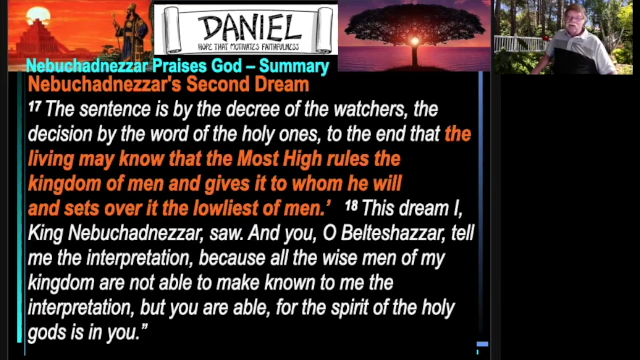 DANIEL
HOPE THAT MOTIVATES FAITHFULNESS
Nebuchadnezzar Praises God – Summary
Nebuchadnezzar's Second Dream
17 The sentence is by the decree of the watchers, the
decision by the word of the holy ones, to the end that the
living may know that the Most High rules the
kingdom of men and gives it to whom he will
and sets over it the lowliest of men.’ 18 This dream I,
King Nebuchadnezzar, saw. And you, O Belteshazzar, tell
me the interpretation, because all the wise men of my
kingdom are not able to make known to me the
interpretation, but you are able, for the spirit of the holy
gods is in you.”